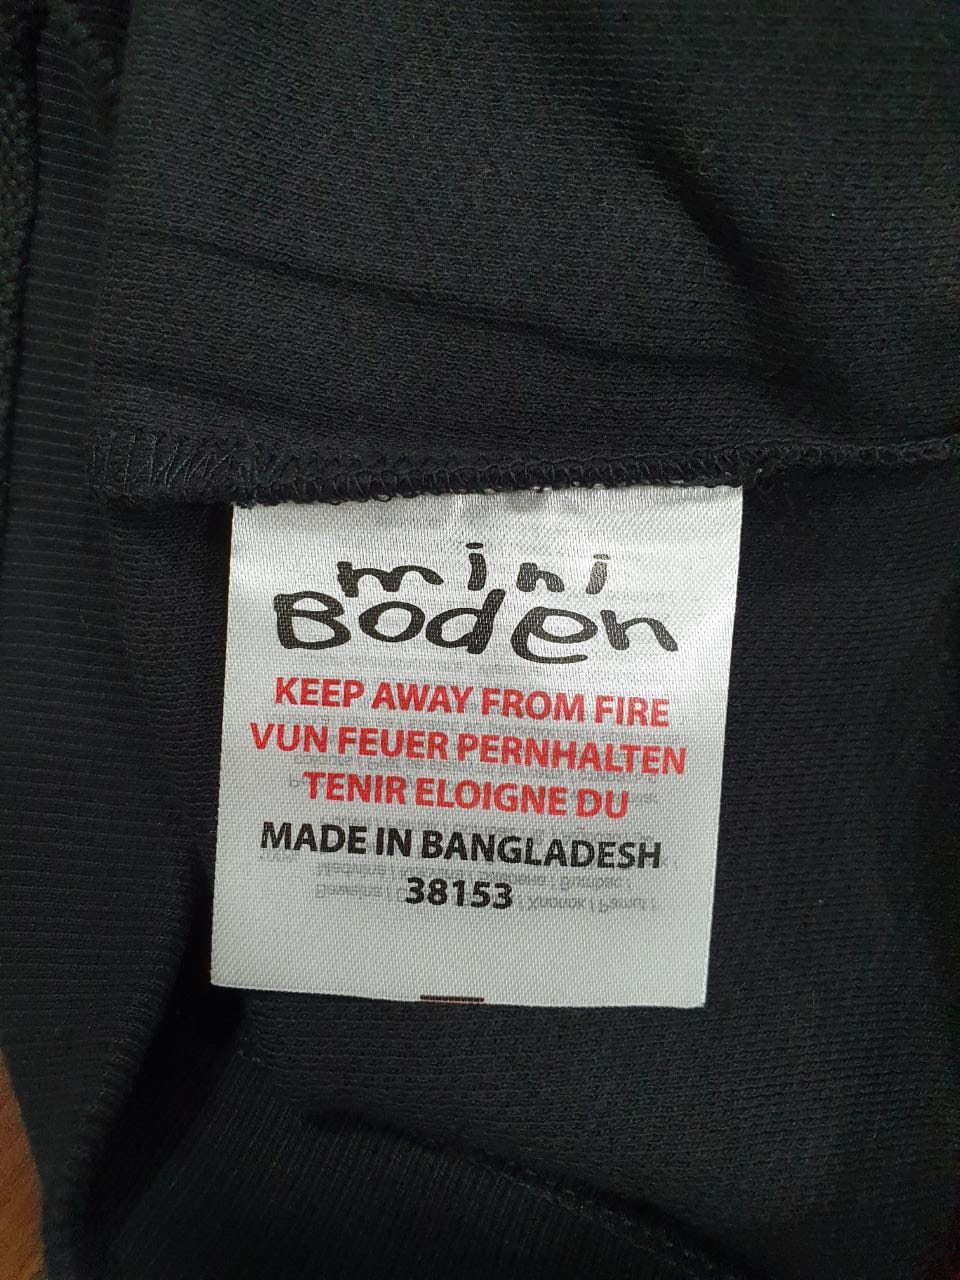 mini
Boden
KEEP AWAY FROM FIRE
VUN FEUER PERNHALTEN
TENIR ELOIGNE DU
MADE IN BANGLADESH
38153